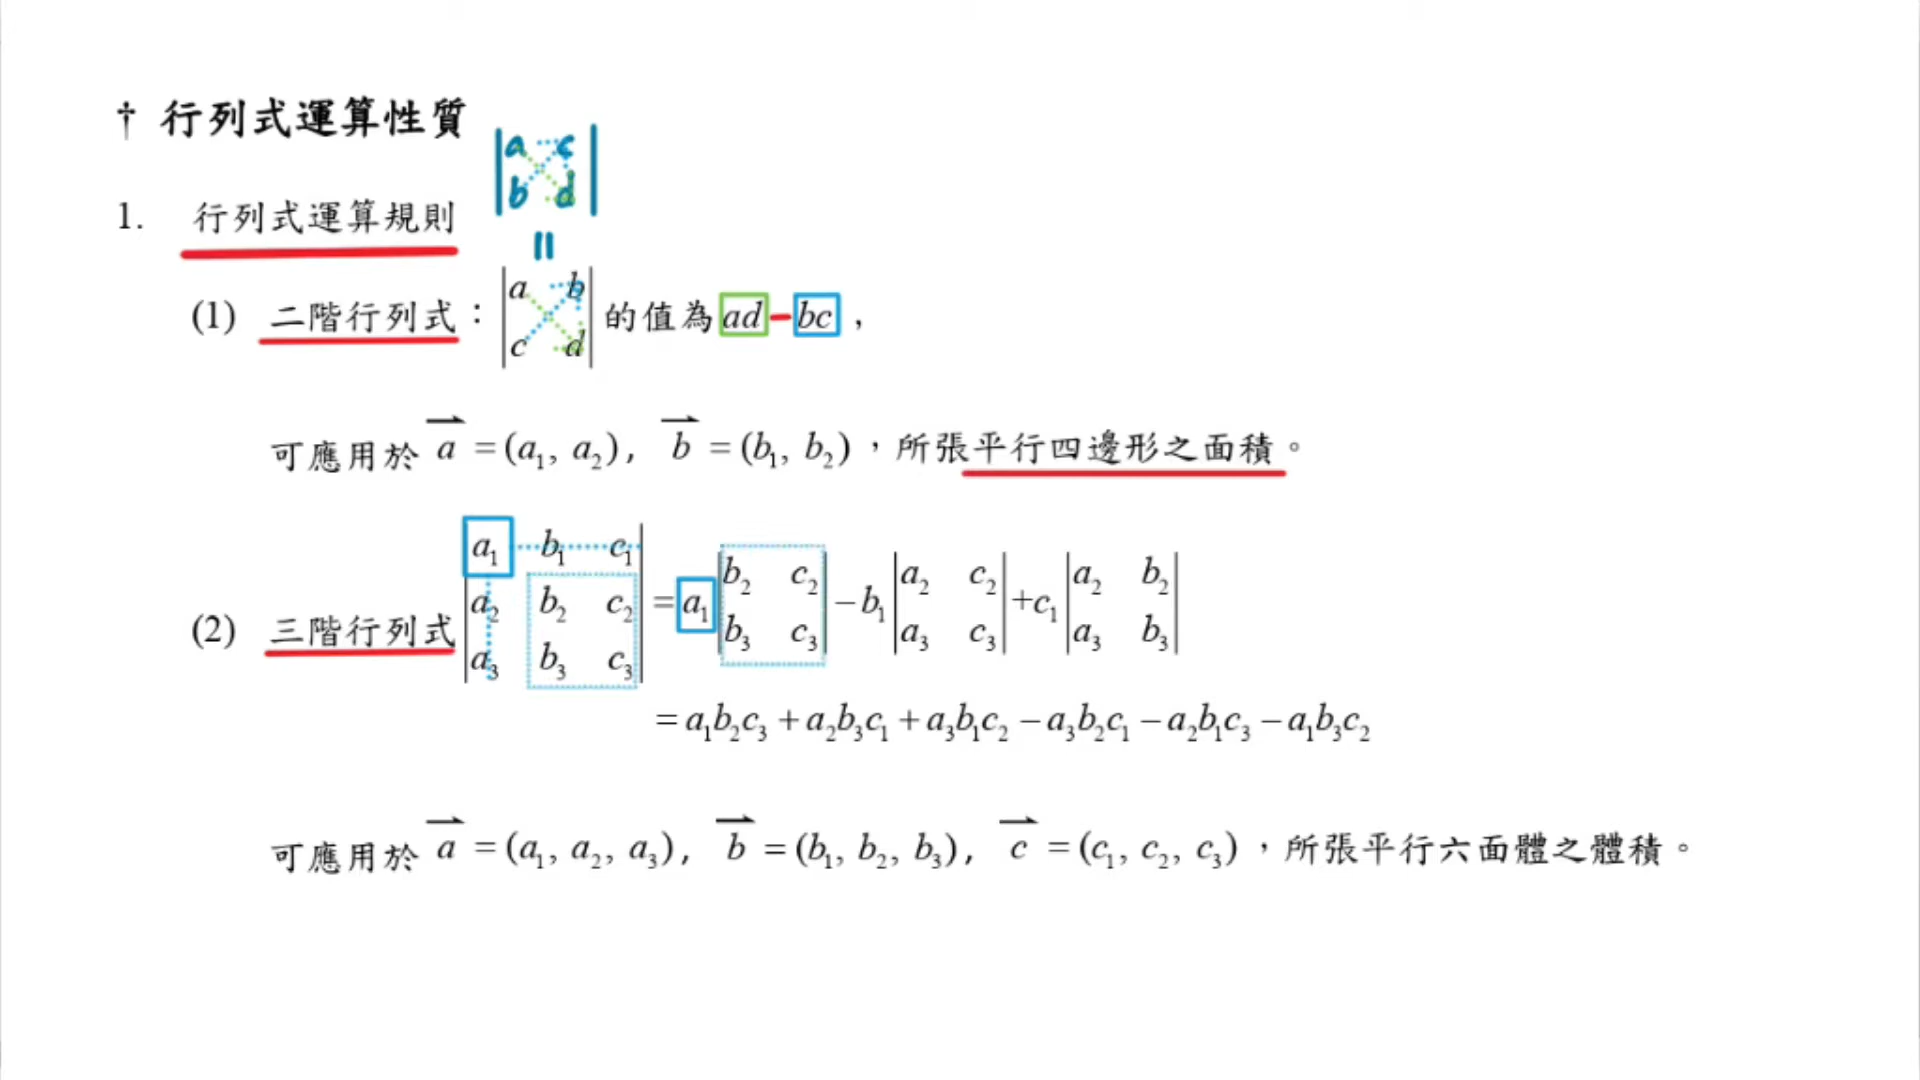 † 行列式運算性質
|a c|
|b d|
=
1. 行列式運算規則
(1) 二階行列式：|a b; c d| 的值為 ad－bc，
可應用於 a⃗ = (a₁, a₂), b⃗ = (b₁, b₂)，所張平行四邊形之面積。
(2) 三階行列式 |a₁ b₁ c₁; a₂ b₂ c₂; a₃ b₃ c₃| = a₁|b₂ c₂; b₃ c₃| − b₁|a₂ c₂; a₃ c₃| + c₁|a₂ b₂; a₃ b₃|
= a₁b₂c₃ + a₂b₃c₁ + a₃b₁c₂ − a₃b₂c₁ − a₂b₁c₃ − a₁b₃c₂
可應用於 a⃗ = (a₁, a₂, a₃), b⃗ = (b₁, b₂, b₃), c⃗ = (c₁, c₂, c₃)，所張平行六面體之體積。